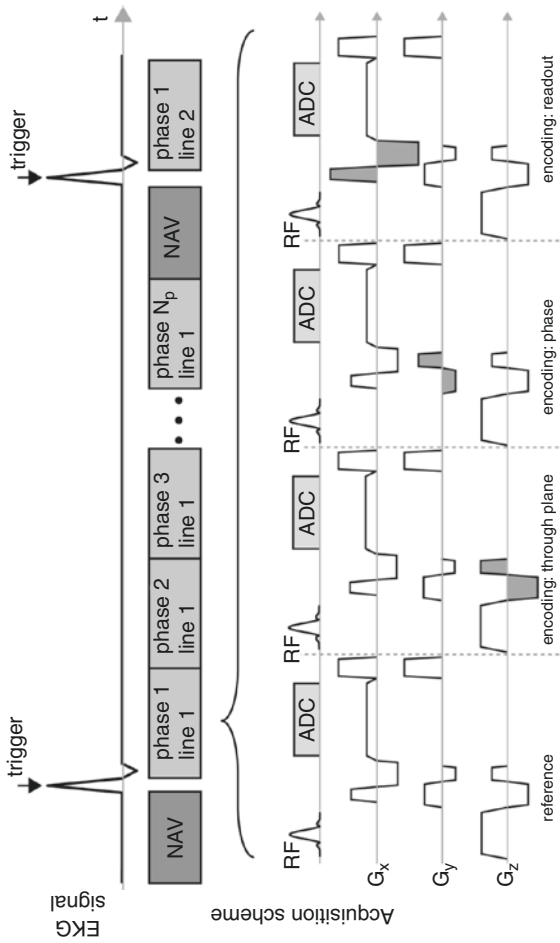 EKG
signal
trigger
trigger
t
Acquisition scheme
NAV
phase 1
line 1
phase 2
line 1
phase 3
line 1
phase Np
line 1
NAV
phase 1
line 2
RF
ADC
RF
ADC
RF
ADC
RF
ADC
Gx
Gy
Gz
reference
encoding: through plane
encoding: phase
encoding: readout